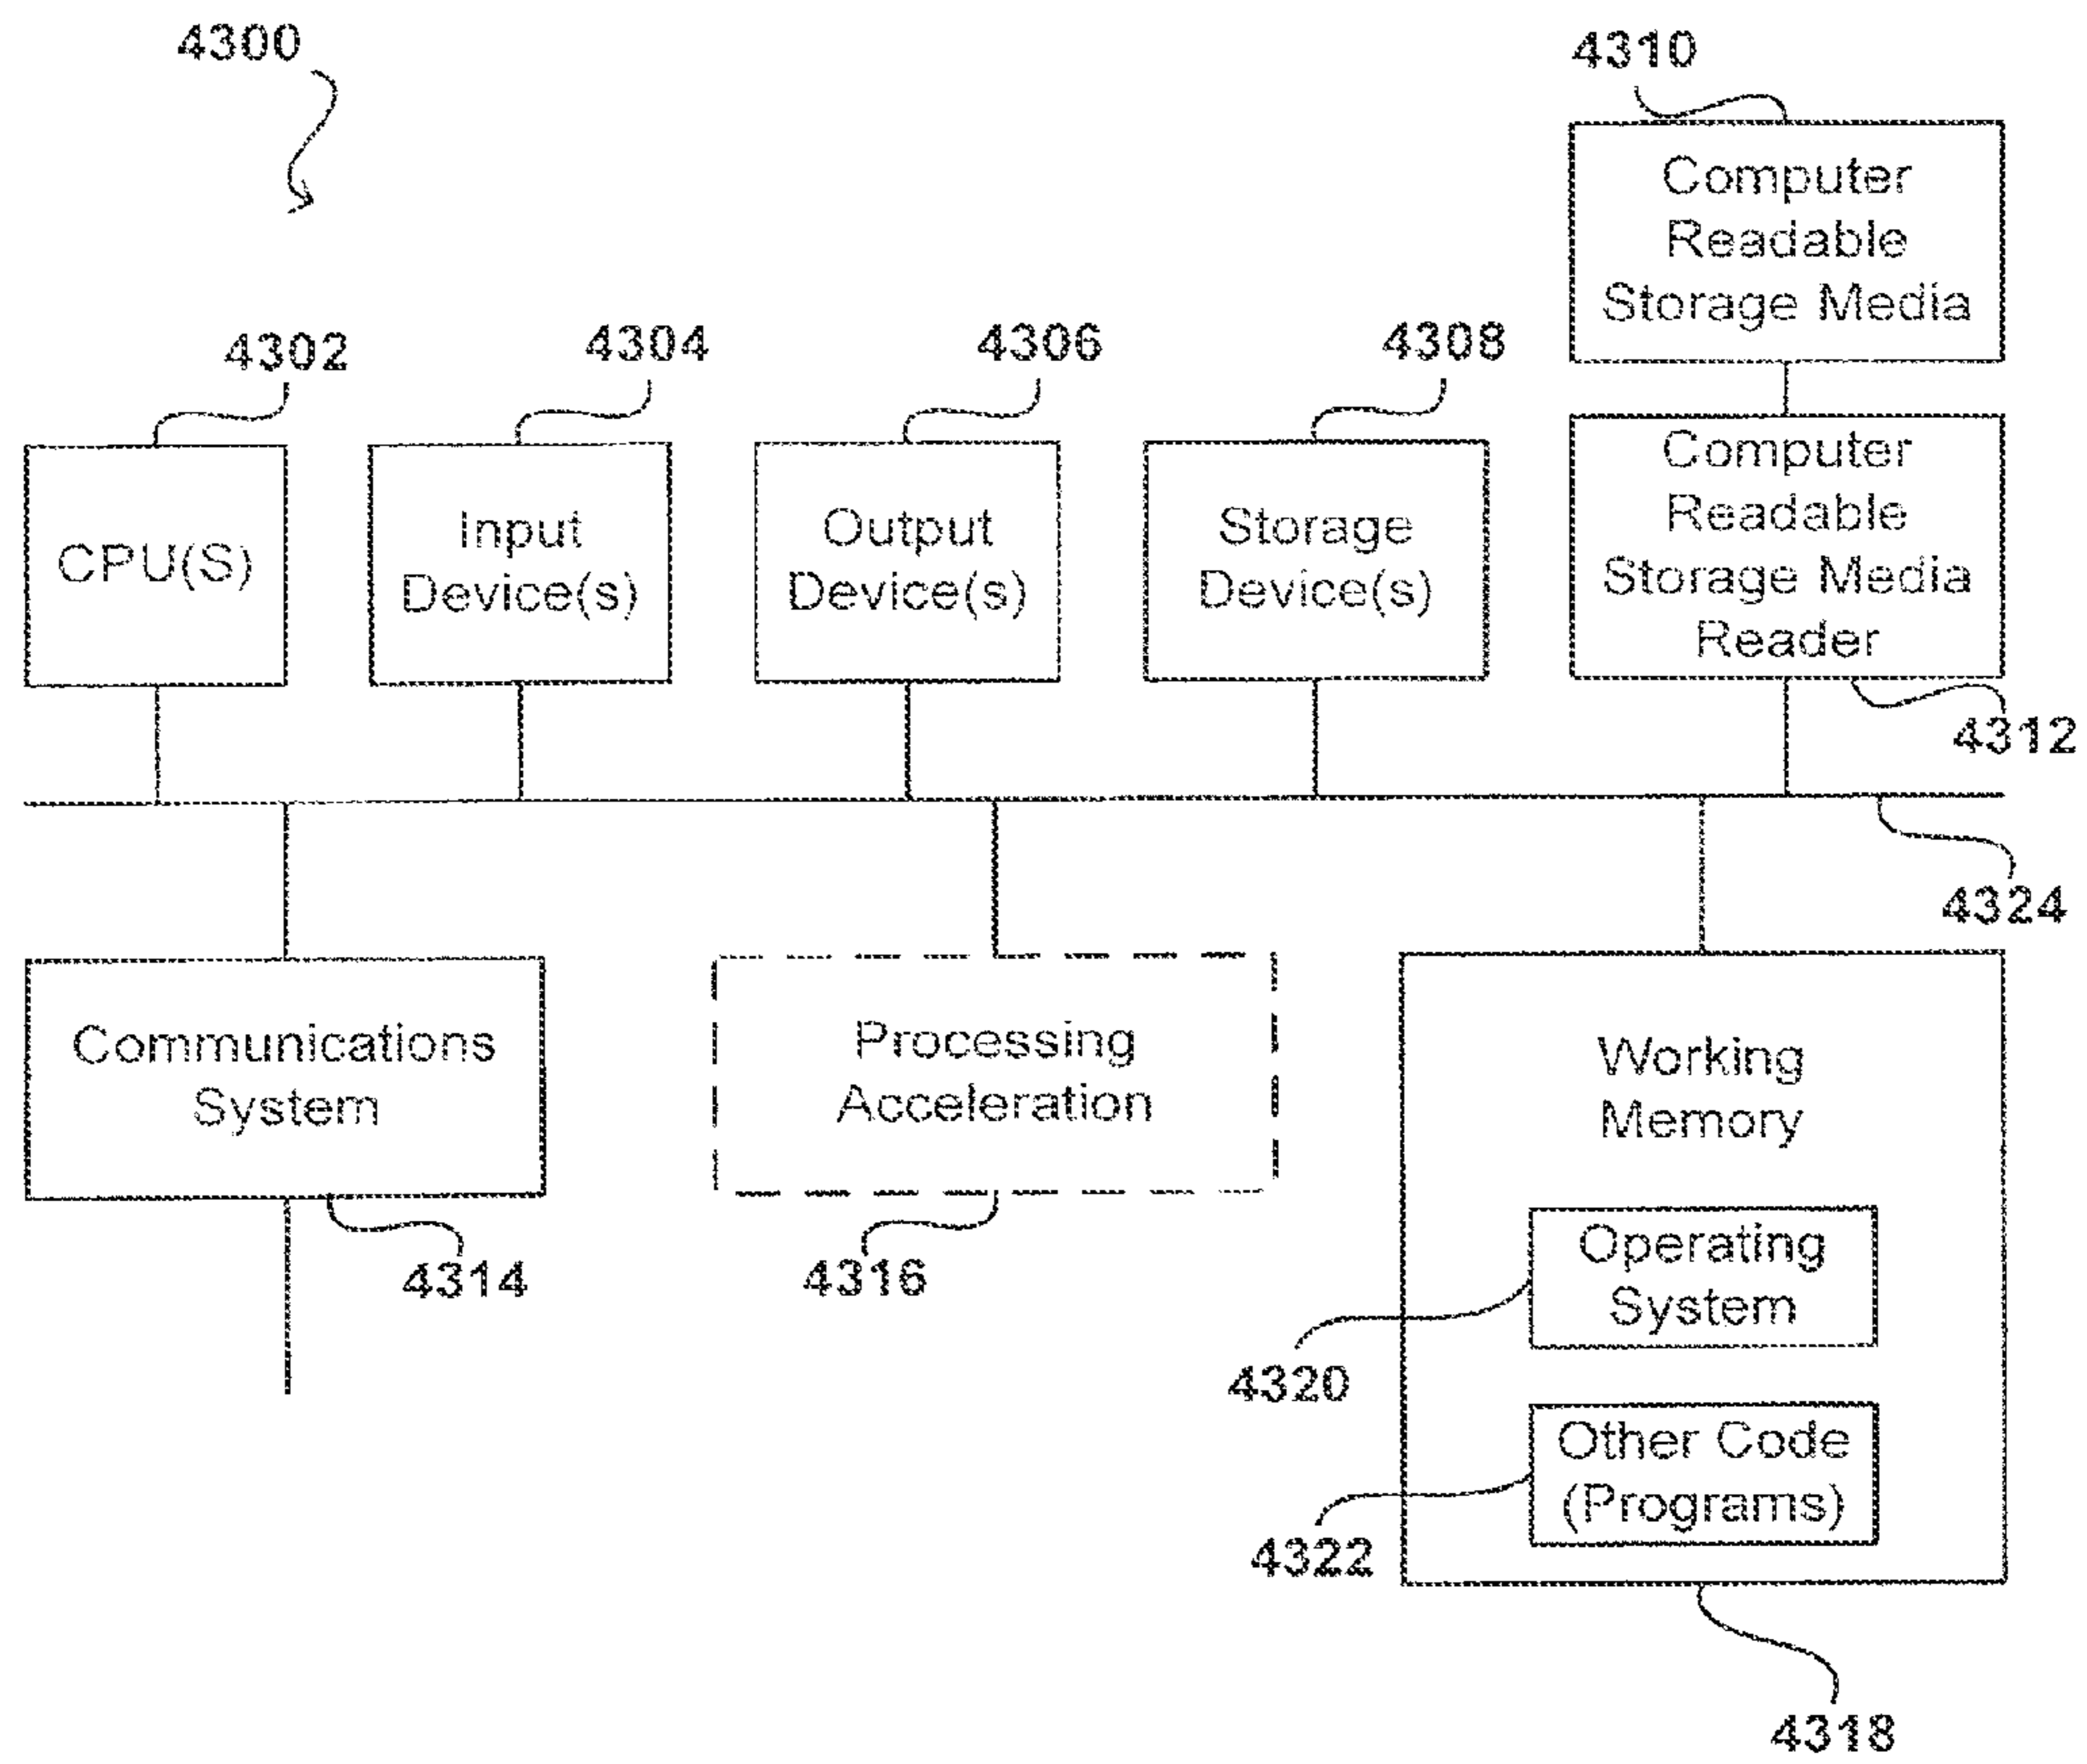 4300
4310
Computer
Readable
Storage Media
4302
4304
4306
4308
CPU(S)
Input
Device(s)
Output
Device(s)
Storage
Device(s)
Computer
Readable
Storage Media
Reader
4312
4324
Communications
System
4314
Processing
Acceleration
4316
Working
Memory
Operating
System
4320
Other Code
(Programs)
4322
4318